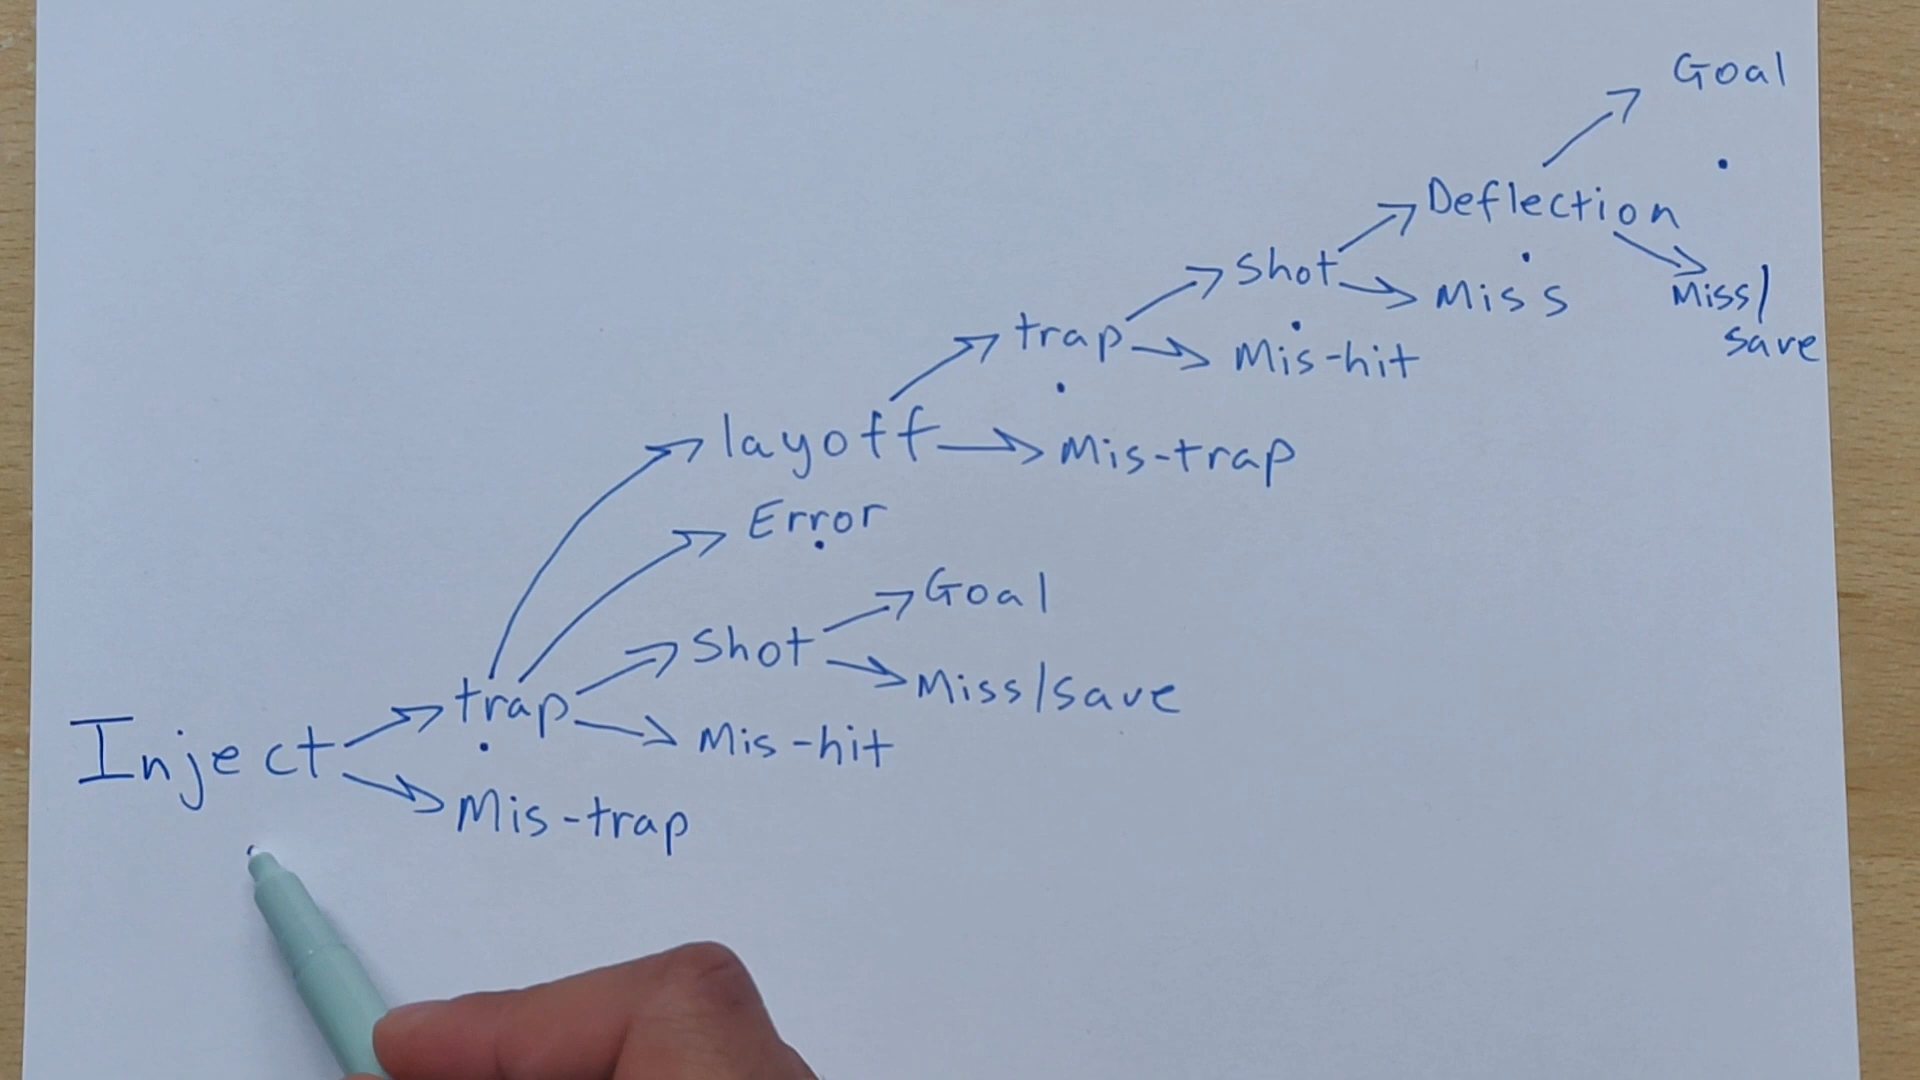 Goal
Deflection
Shot
Miss
Miss/
save
trap
Mis-hit
layoff
Mis-trap
Error
Goal
Shot
Miss/save
trap
Mis-hit
Inject
Mis-trap